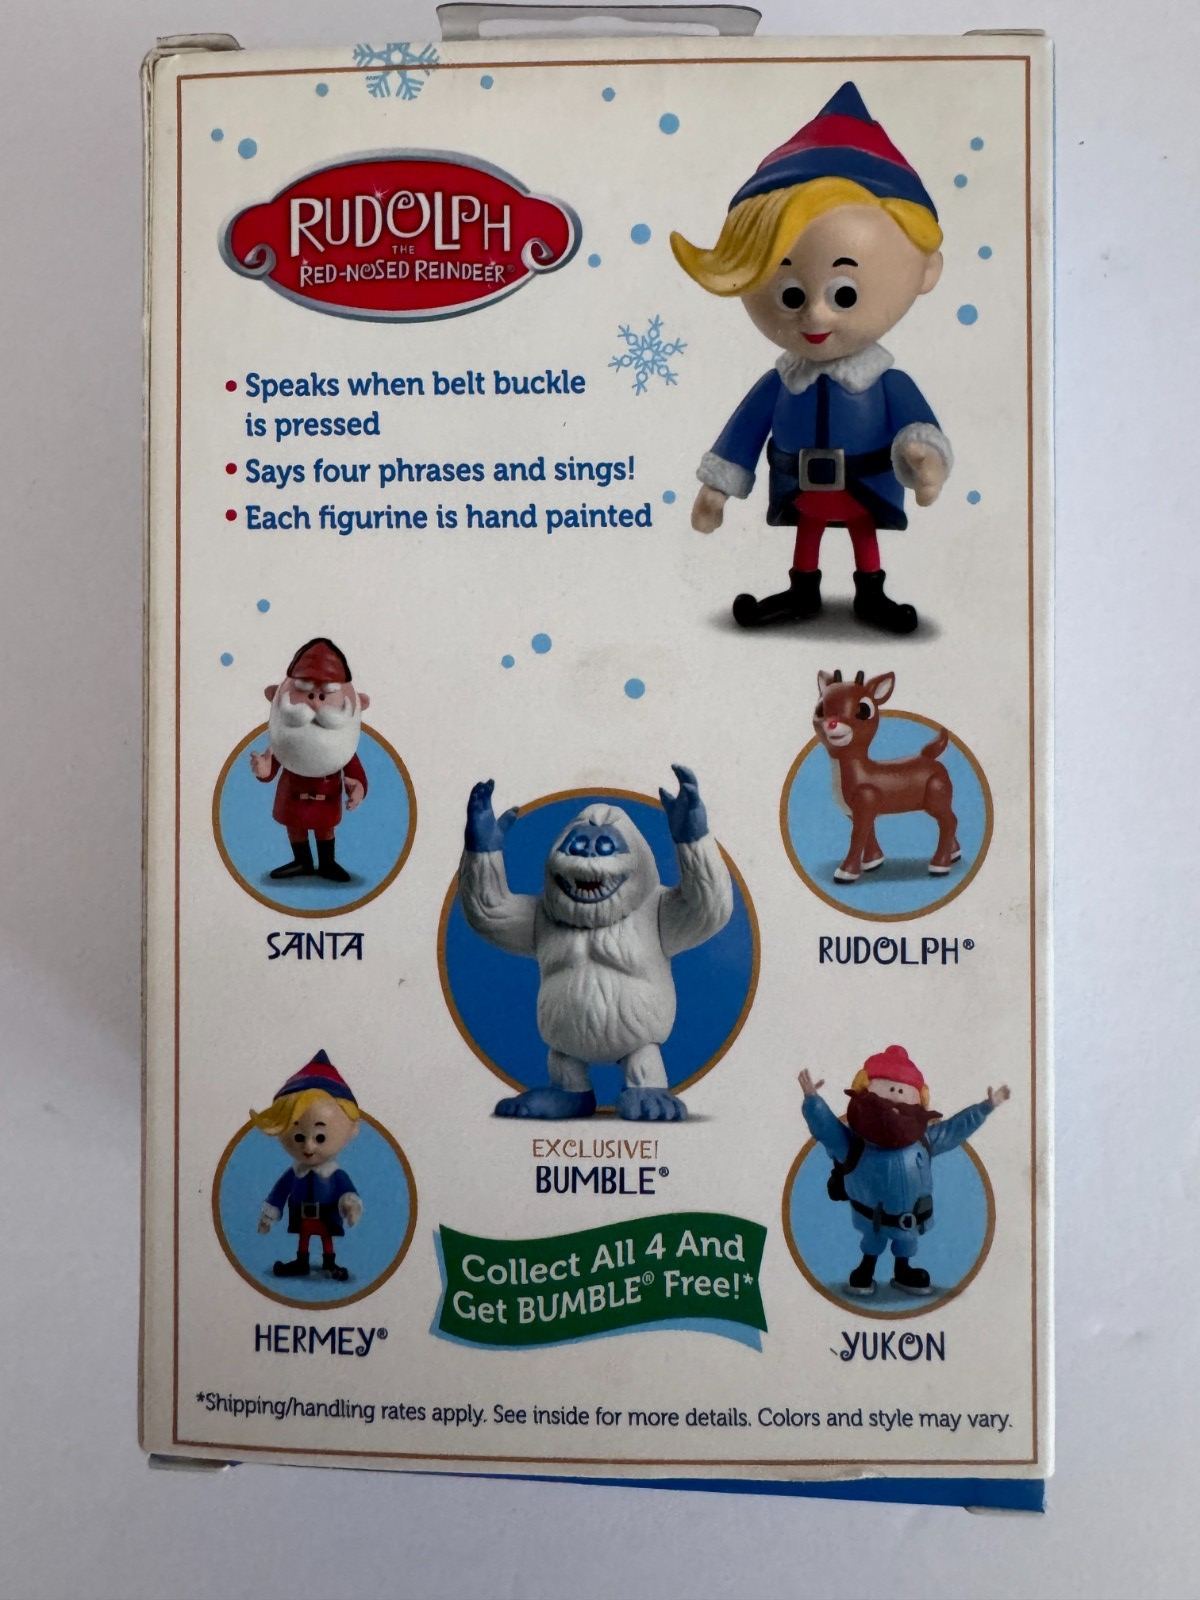 RUDOLPH
THE
RED-NOSED REINDEER®
• Speaks when belt buckle
is pressed
• Says four phrases and sings!
• Each figurine is hand painted
SANTA
RUDOLPH®
EXCLUSIVE!
BUMBLE®
HERMEY®
Collect All 4 And
Get BUMBLE® Free!*
YUKON
*Shipping/handling rates apply. See inside for more details. Colors and style may vary.